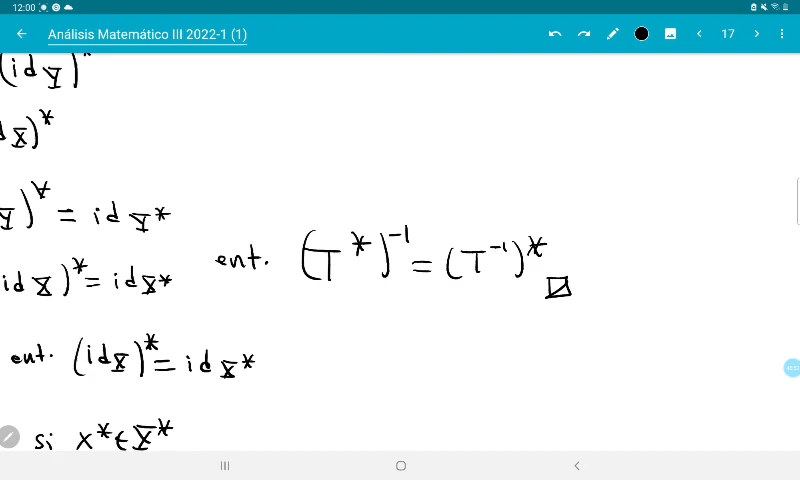 12:00
Análisis Matemático III 2022-1 (1)
17
(id Y)*
d X)*
Y)* = id Y*
id X)* = id X*
ent. (T*)⁻¹ = (T⁻¹)*
ent. (id X)* = id X*
si x* ∈ X*